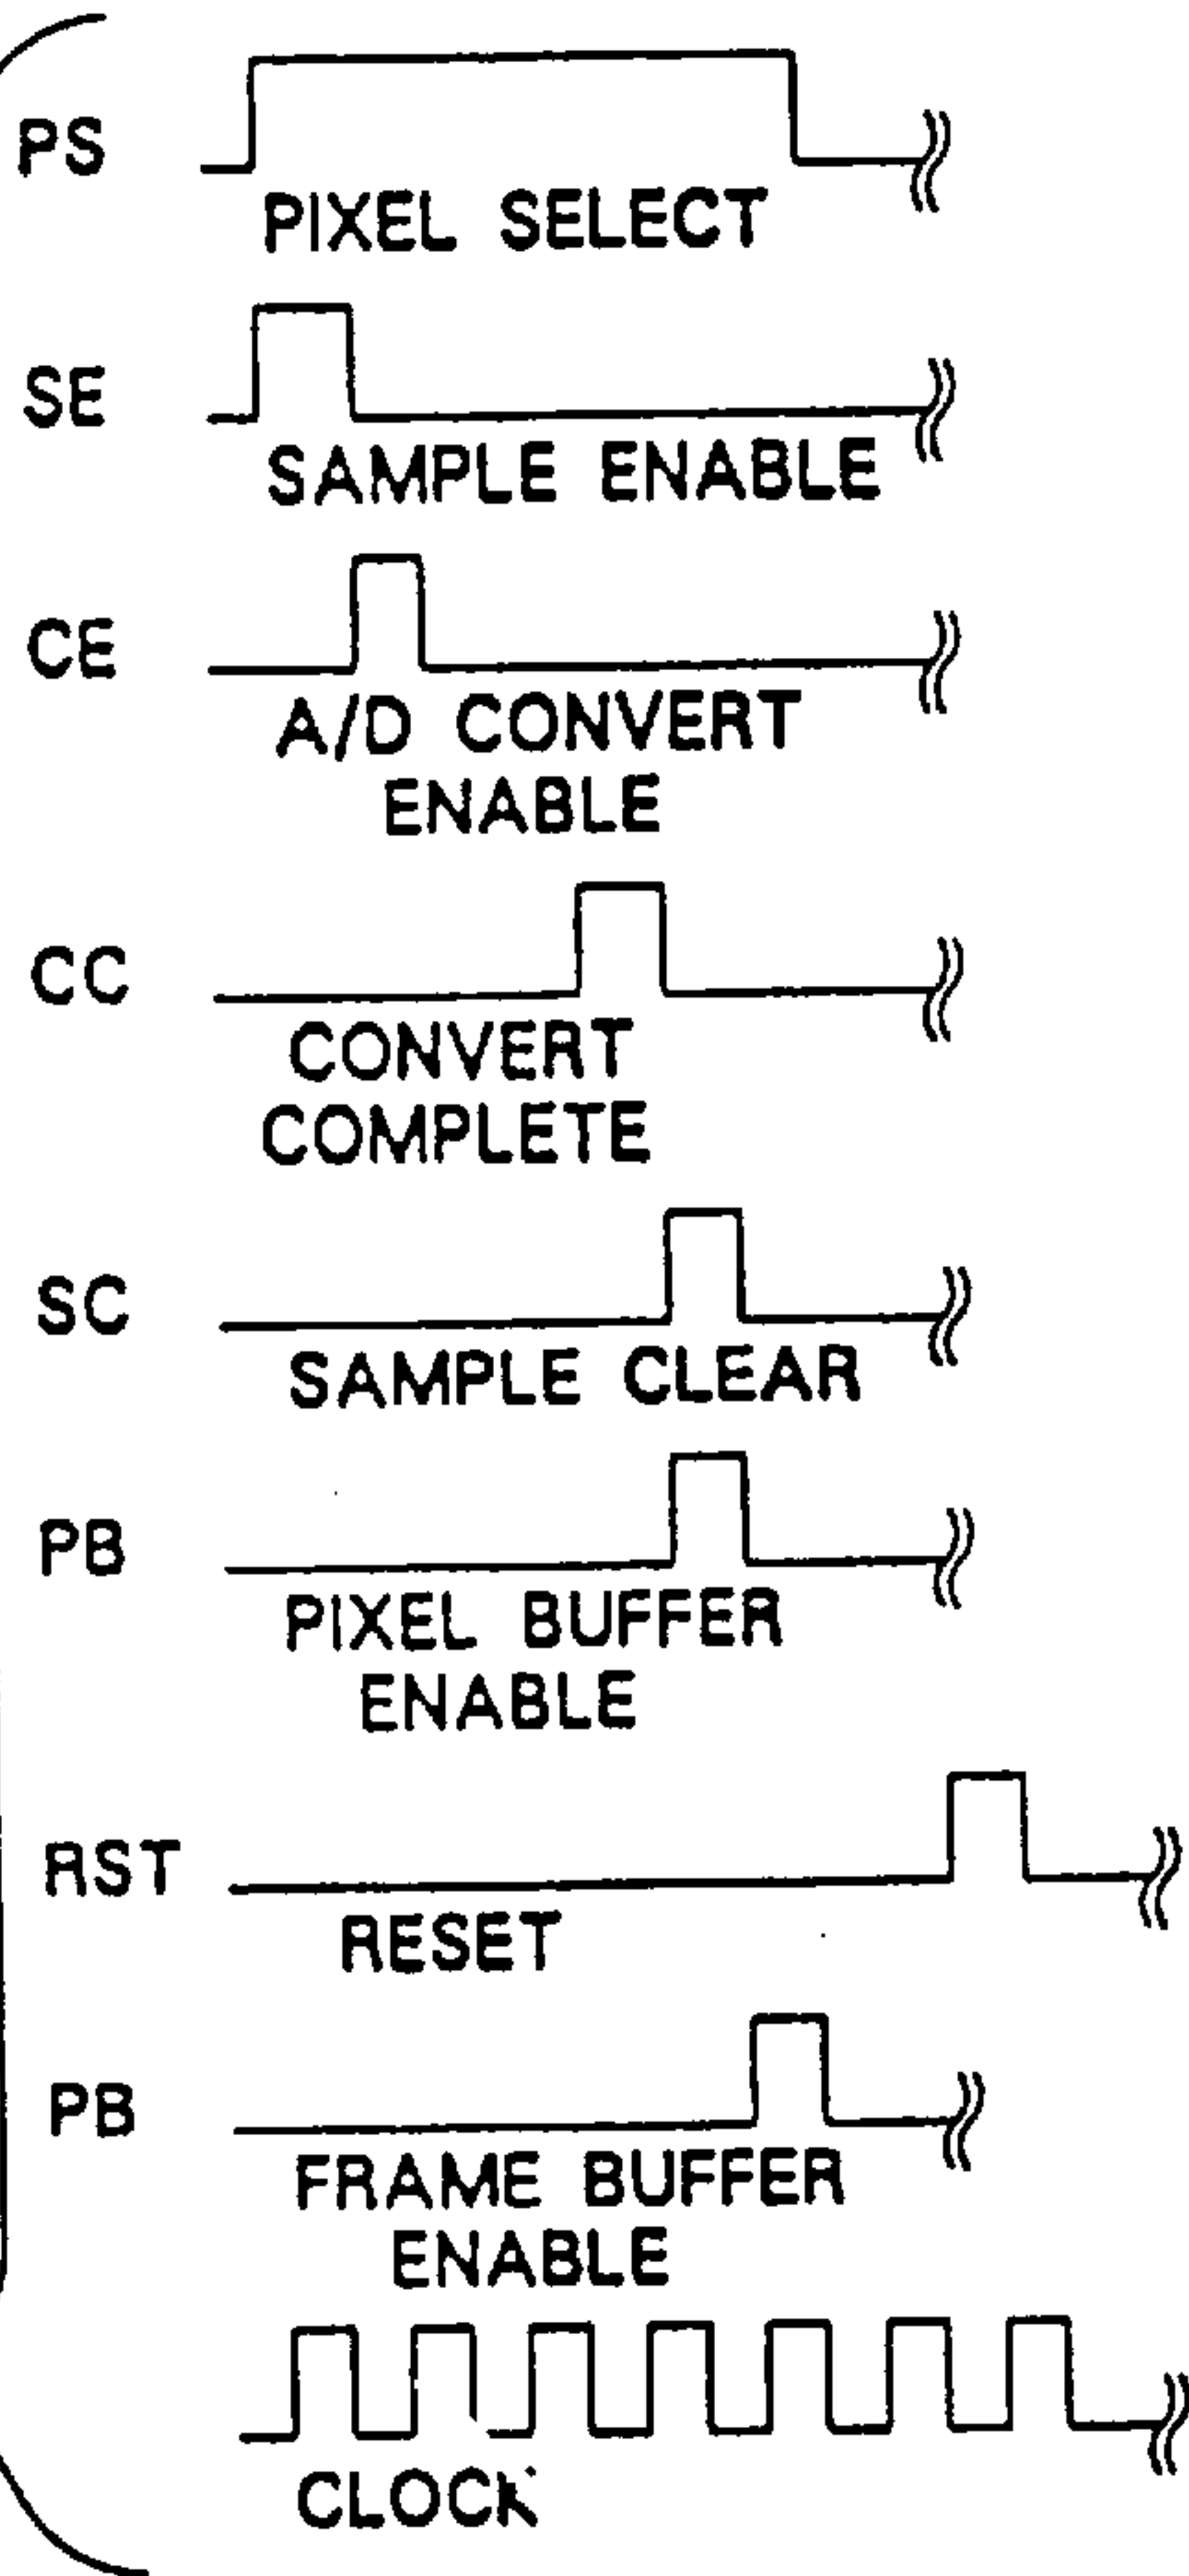 PS
PIXEL SELECT
SE
SAMPLE ENABLE
CE
A/D CONVERT
ENABLE
CC
CONVERT
COMPLETE
SC
SAMPLE CLEAR
PB
PIXEL BUFFER
ENABLE
RST
RESET
PB
FRAME BUFFER
ENABLE
CLOCK